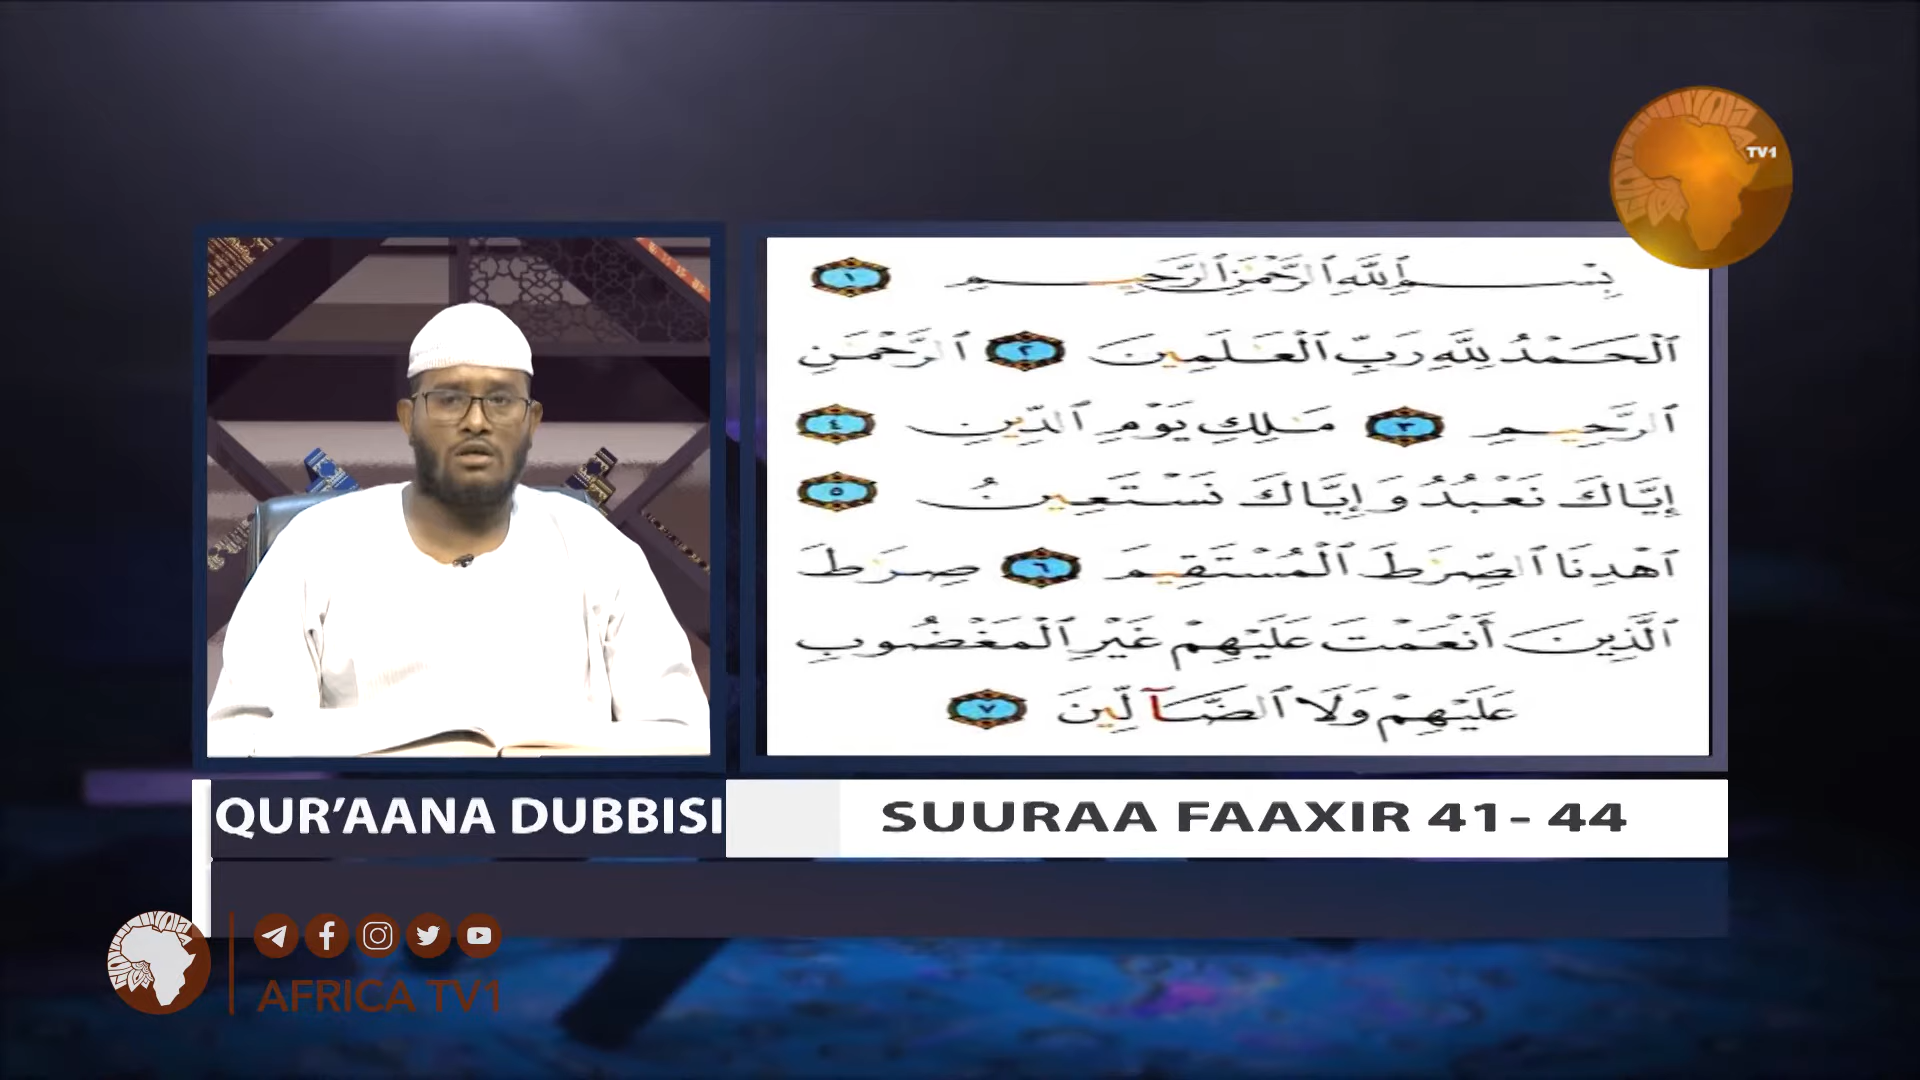 TV1
بِسْمِ ٱللَّهِ ٱلرَّحْمَٰنِ ٱلرَّحِيمِ ١
ٱلْحَمْدُ لِلَّهِ رَبِّ ٱلْعَٰلَمِينَ ٢ ٱلرَّحْمَٰنِ
ٱلرَّحِيمِ ٣ مَٰلِكِ يَوْمِ ٱلدِّينِ ٤
إِيَّاكَ نَعْبُدُ وَإِيَّاكَ نَسْتَعِينُ ٥
ٱهْدِنَا ٱلصِّرَٰطَ ٱلْمُسْتَقِيمَ ٦ صِرَٰطَ
ٱلَّذِينَ أَنْعَمْتَ عَلَيْهِمْ غَيْرِ ٱلْمَغْضُوبِ
عَلَيْهِمْ وَلَا ٱلضَّآلِّينَ ٧
QUR’AANA DUBBISI
SUURAA FAAXIR 41- 44
AFRICA TV1